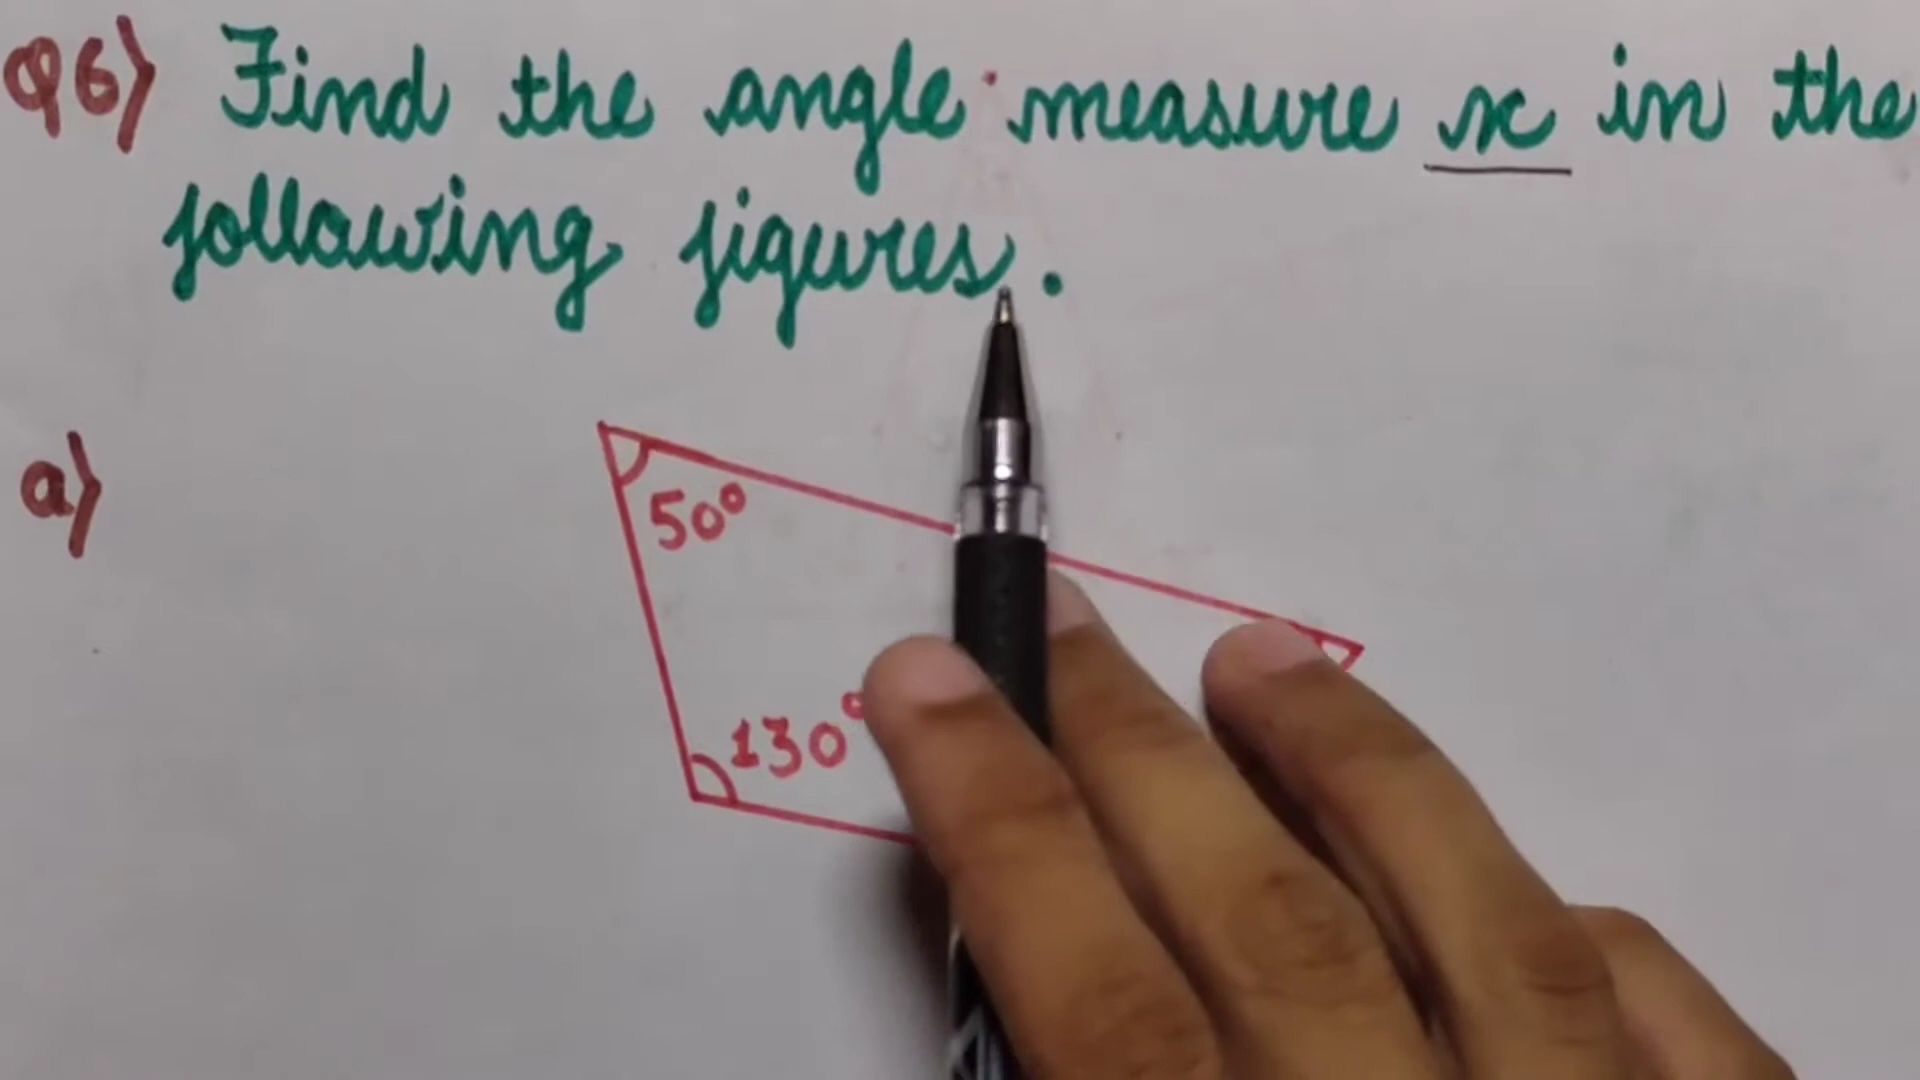 Q6) Find the angle measure x in the
following figures.
a)
50°
130°